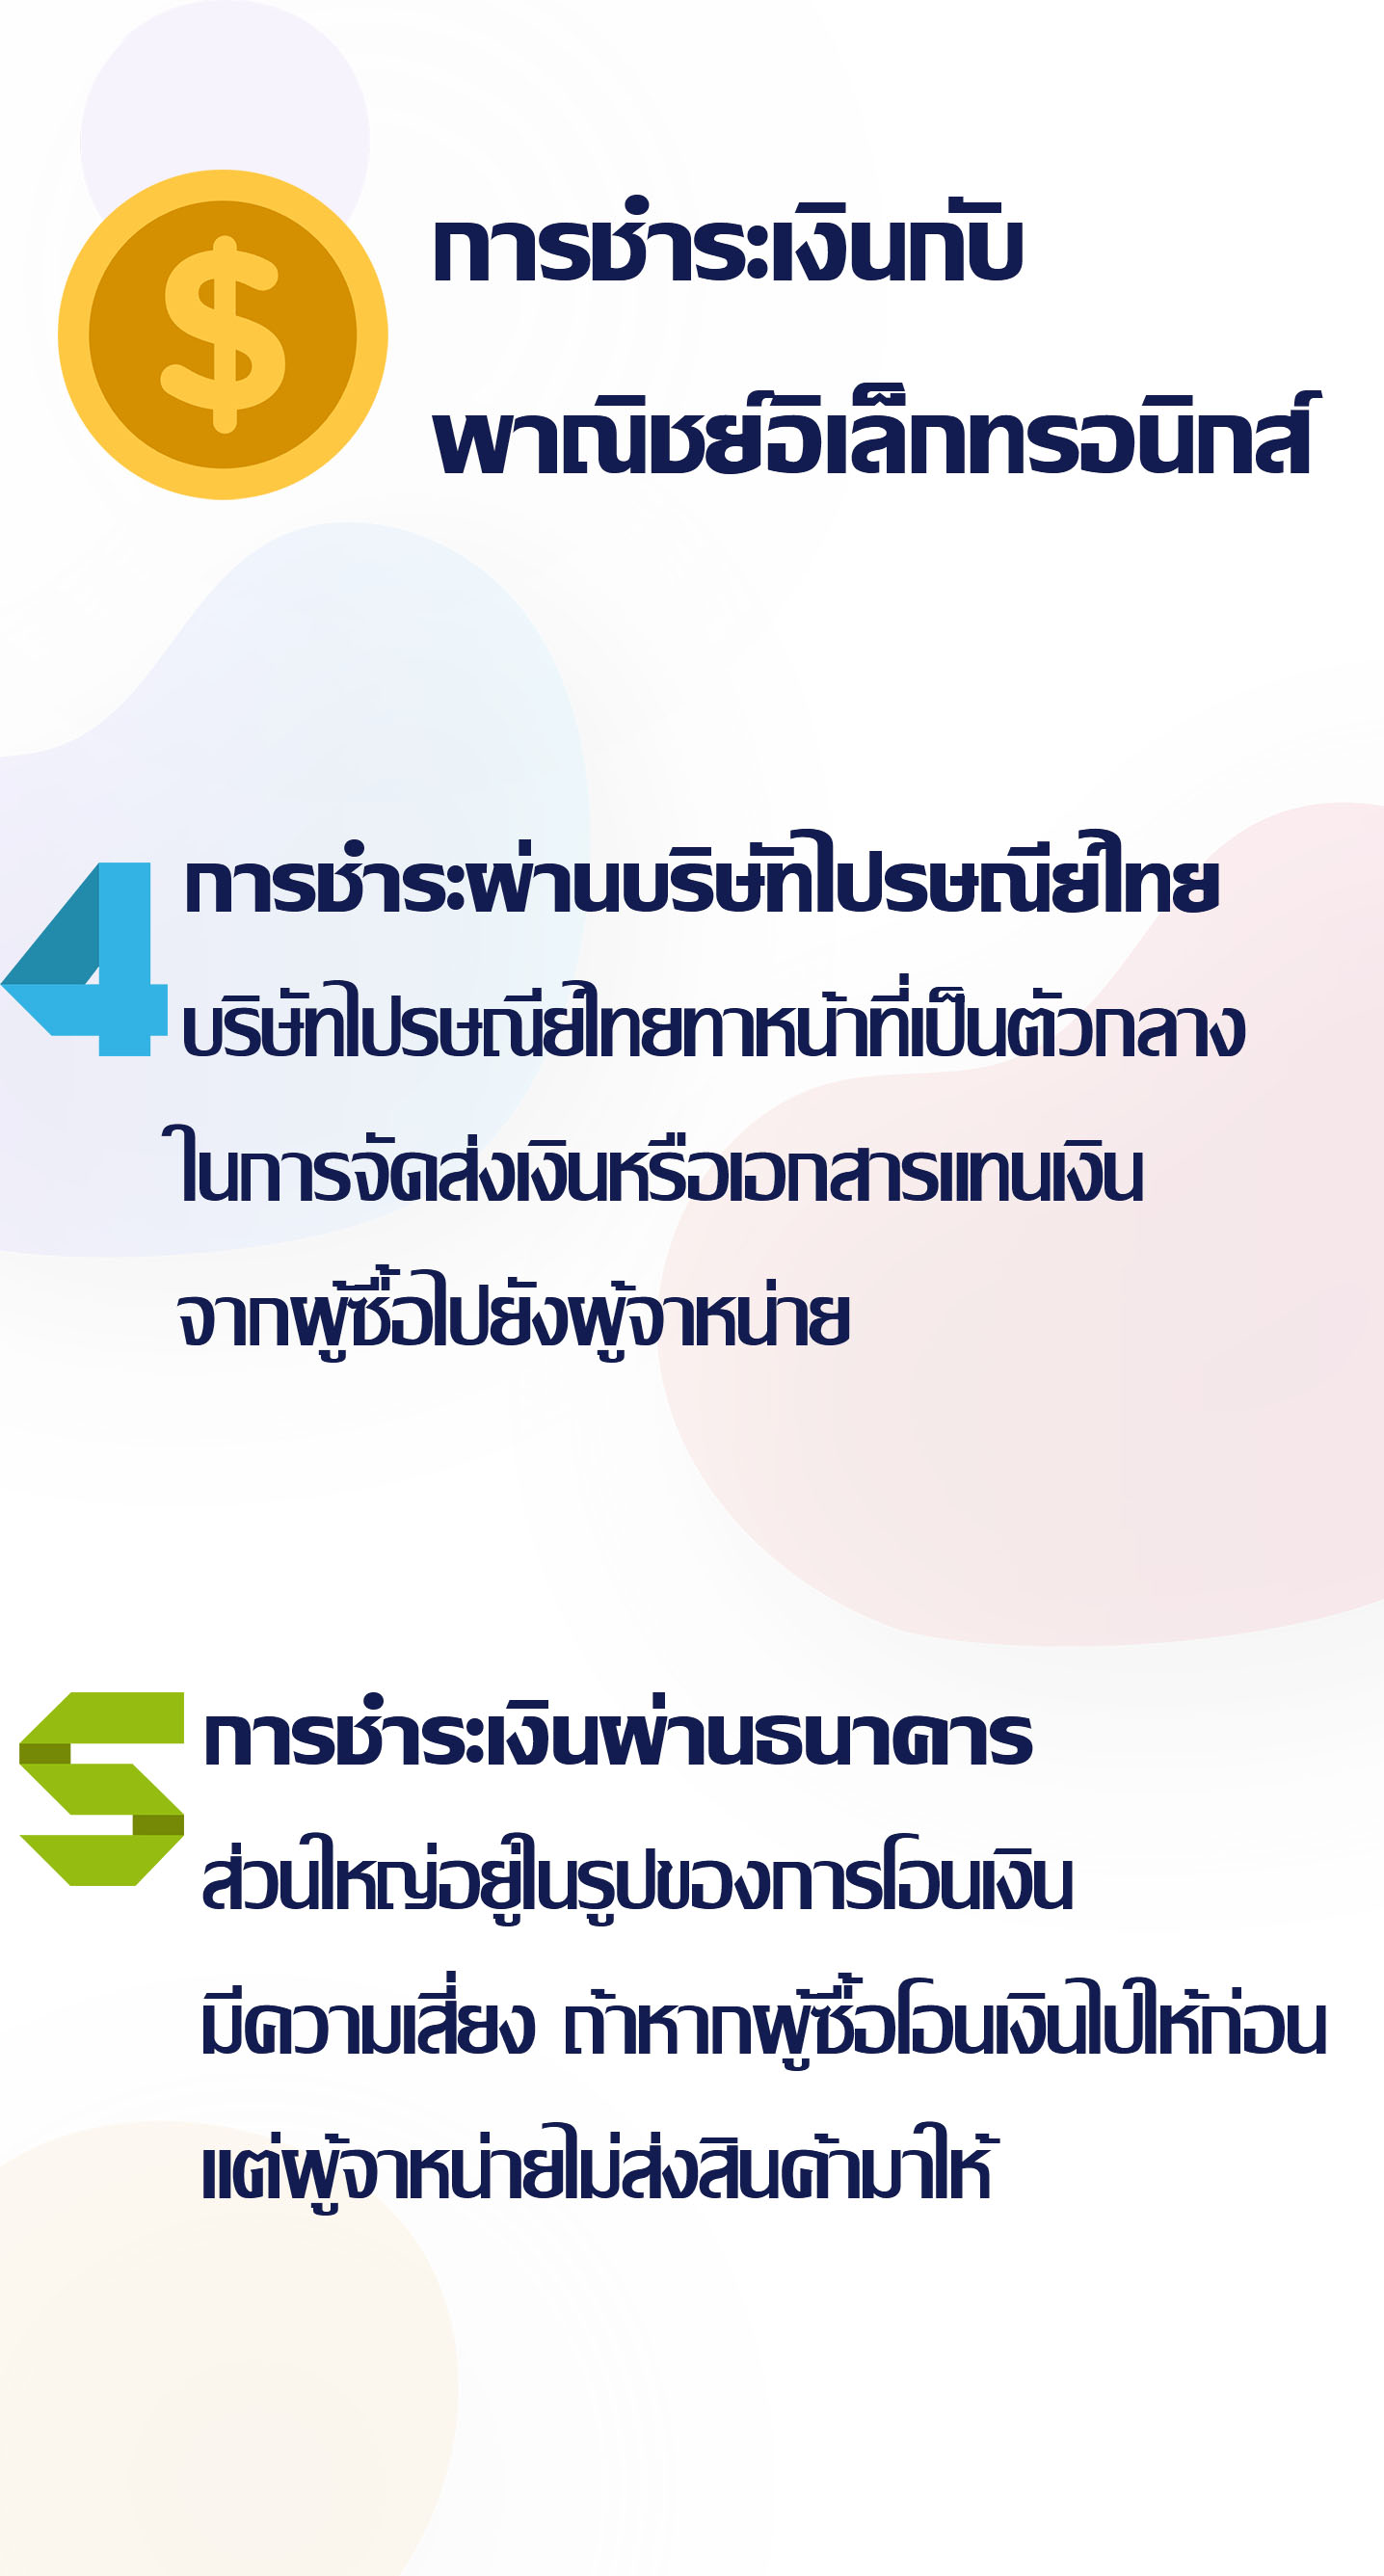 การชำระเงินกับ
พาณิชย์อิเล็กทรอนิกส์
4
การชำระผ่านบริษัทไปรษณีย์ไทย
บริษัทไปรษณีย์ไทยทาหน้าที่เป็นตัวกลาง
ในการจัดส่งเงินหรือเอกสารแทนเงิน
จากผู้ซื้อไปยังผู้จาหน่าย
5
การชำระเงินผ่านธนาคาร
ส่วนใหญ่อยู่ในรูปของการโอนเงิน
มีความเสี่ยง ถ้าหากผู้ซื้อโอนเงินไปให้ก่อน
แต่ผู้จาหน่ายไม่ส่งสินค้ามาให้